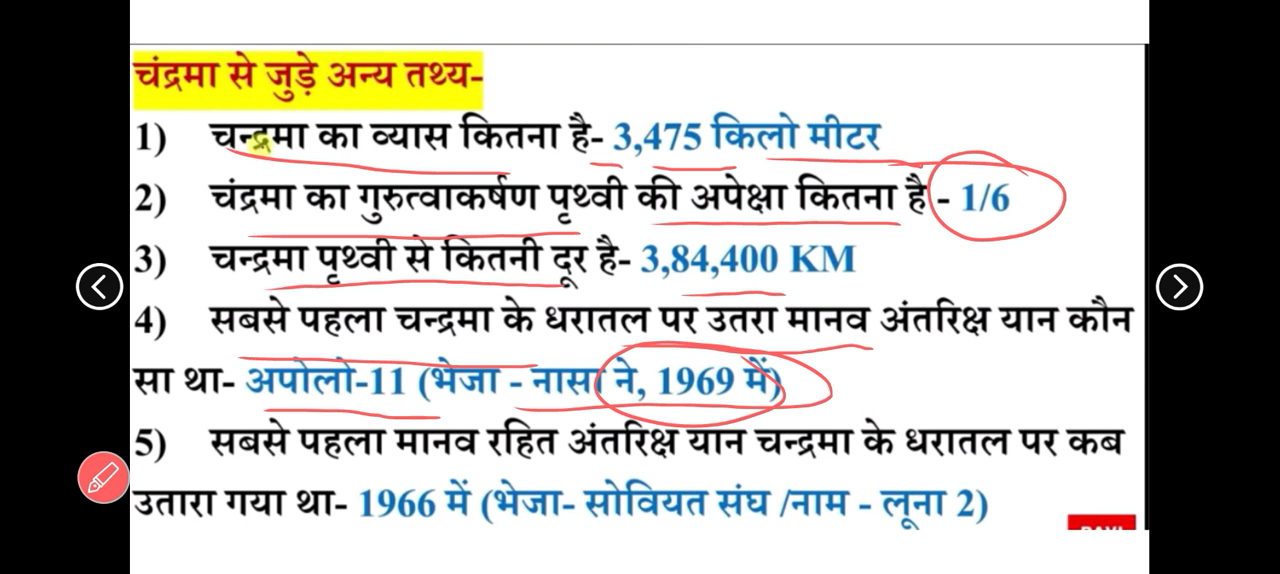 चंद्रमा से जुड़े अन्य तथ्य-
1) चन्द्रमा का व्यास कितना है- 3,475 किलो मीटर
2) चंद्रमा का गुरुत्वाकर्षण पृथ्वी की अपेक्षा कितना है - 1/6
3) चन्द्रमा पृथ्वी से कितनी दूर है- 3,84,400 KM
4) सबसे पहला चन्द्रमा के धरातल पर उतरा मानव अंतरिक्ष यान कौन
सा था- अपोलो-11 (भेजा - नासा ने, 1969 में)
5) सबसे पहला मानव रहित अंतरिक्ष यान चन्द्रमा के धरातल पर कब
उतारा गया था- 1966 में (भेजा- सोवियत संघ /नाम - लूना 2)